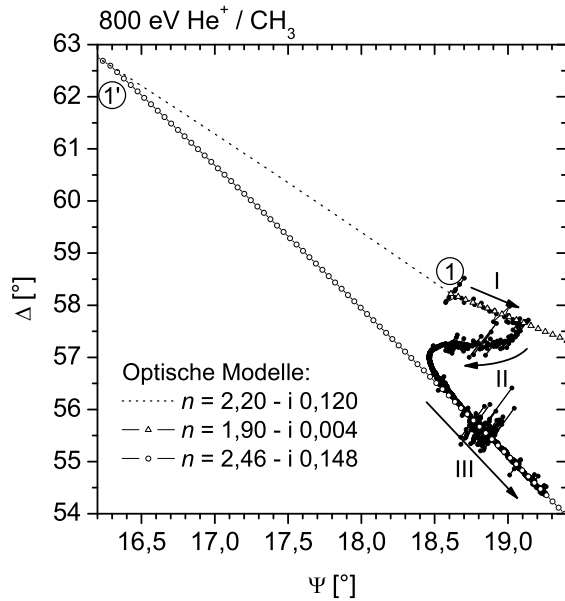 800 eV He⁺ / CH₃
63
62
61
60
59
58
57
56
55
54
Δ [°]
1'
1
I
II
III
Optische Modelle:
n = 2,20 - i 0,120
n = 1,90 - i 0,004
n = 2,46 - i 0,148
16,5 17,0 17,5 18,0 18,5 19,0
Ψ [°]